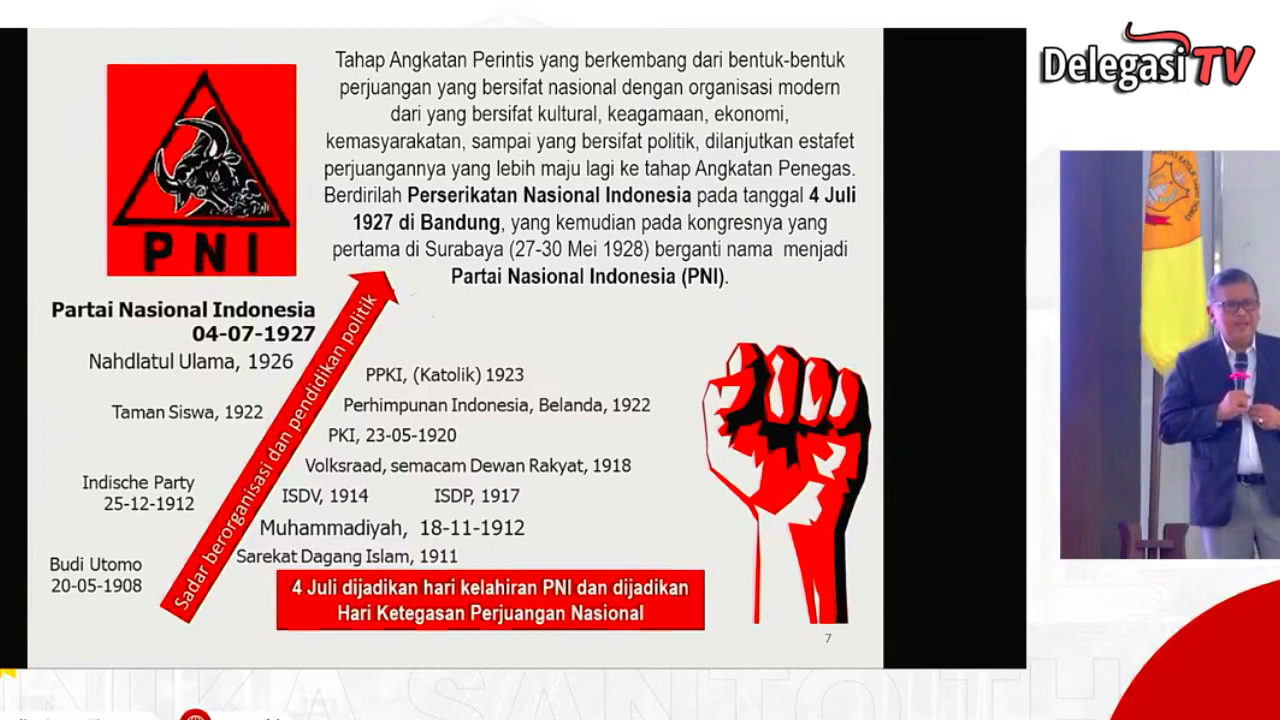 Delegasi TV
Tahap Angkatan Perintis yang berkembang dari bentuk-bentuk
perjuangan yang bersifat nasional dengan organisasi modern
dari yang bersifat kultural, keagamaan, ekonomi,
kemasyarakatan, sampai yang bersifat politik, dilanjutkan estafet
perjuangannya yang lebih maju lagi ke tahap Angkatan Penegas.
Berdirilah Perserikatan Nasional Indonesia pada tanggal 4 Juli
1927 di Bandung, yang kemudian pada kongresnya yang
pertama di Surabaya (27-30 Mei 1928) berganti nama menjadi
Partai Nasional Indonesia (PNI).
PNI
Partai Nasional Indonesia
04-07-1927
Nahdlatul Ulama, 1926
Taman Siswa, 1922
Indische Party
25-12-1912
Budi Utomo
20-05-1908
Sadar berorganisasi dan pendidikan politik
PPKI, (Katolik) 1923
Perhimpunan Indonesia, Belanda, 1922
PKI, 23-05-1920
Volksraad, semacam Dewan Rakyat, 1918
ISDV, 1914 ISDP, 1917
Muhammadiyah, 18-11-1912
Sarekat Dagang Islam, 1911
4 Juli dijadikan hari kelahiran PNI dan dijadikan
Hari Ketegasan Perjuangan Nasional
7